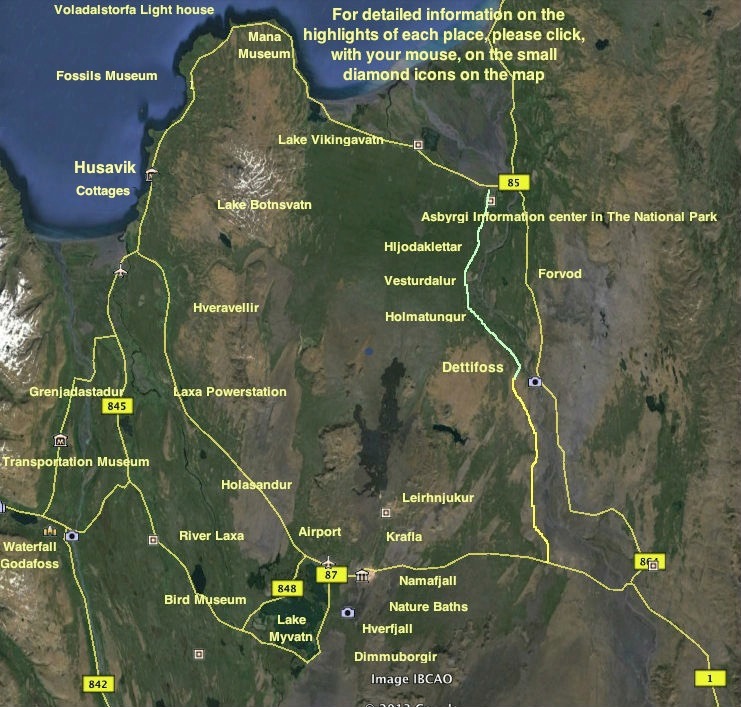 Voladalstorfa Light house
For detailed information on the
highlights of each place, please click,
with your mouse, on the small
diamond icons on the map
Mana
Museum
Fossils Museum
Lake Vikingavatn
Husavik
Cottages
85
Lake Botnsvatn
Asbyrgi Information center in The National Park
Hljodaklettar
Forvod
Vesturdalur
Hveravellir
Holmatungur
Dettifoss
Grenjadastadur
Laxa Powerstation
845
Transportation Museum
Holasandur
Leirhnjukur
River Laxa
Airport
Krafla
Waterfall
Godafoss
864
87
Namafjall
848
Bird Museum
Nature Baths
Lake
Myvatn
Hverfjall
Dimmuborgir
Image IBCAO
842
1